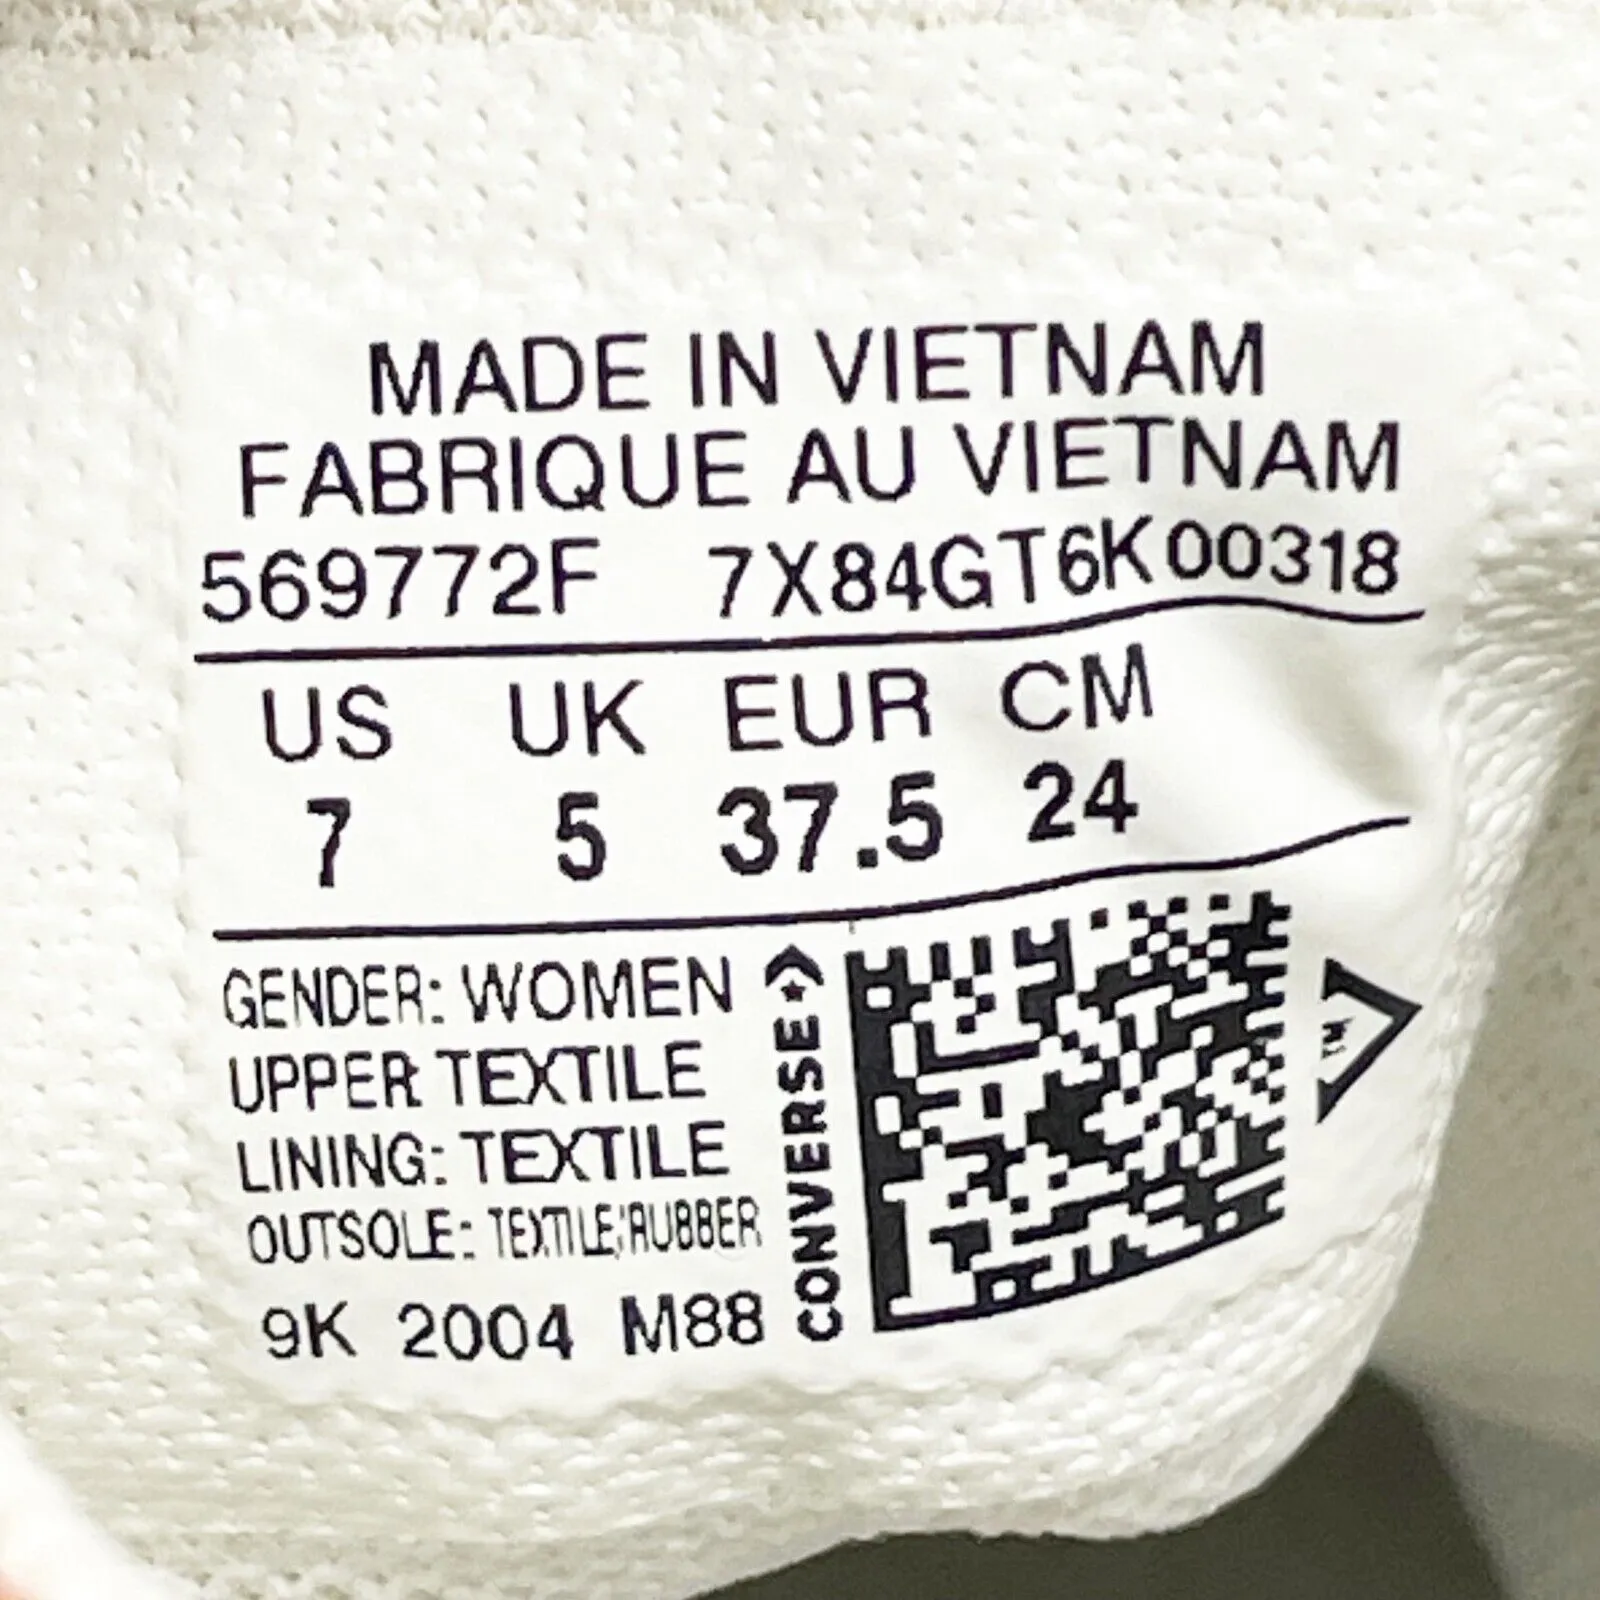 MADE IN VIETNAM
FABRIQUE AU VIETNAM
569772F 7X84GT6K00318
US UK EUR CM
7 5 37.5 24
GENDER: WOMEN
UPPER TEXTILE
LINING: TEXTILE
OUTSOLE: TEXTILE/RUBBER
9K 2004 M88
CONVERSE
TM